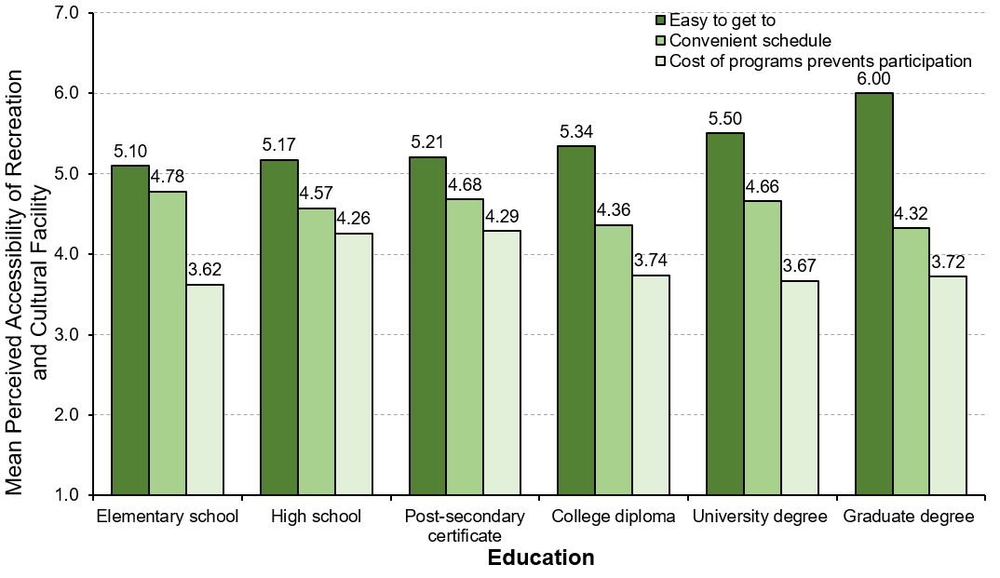 7.0
6.0
5.0
4.0
3.0
2.0
1.0
Mean Perceived Accessibility of Recreation
and Cultural Facility
Easy to get to
Convenient schedule
Cost of programs prevents participation
5.10 4.78 3.62
5.17 4.57 4.26
5.21 4.68 4.29
5.34 4.36 3.74
5.50 4.66 3.67
6.00 4.32 3.72
Elementary school
High school
Post-secondary
certificate
College diploma
University degree
Graduate degree
Education